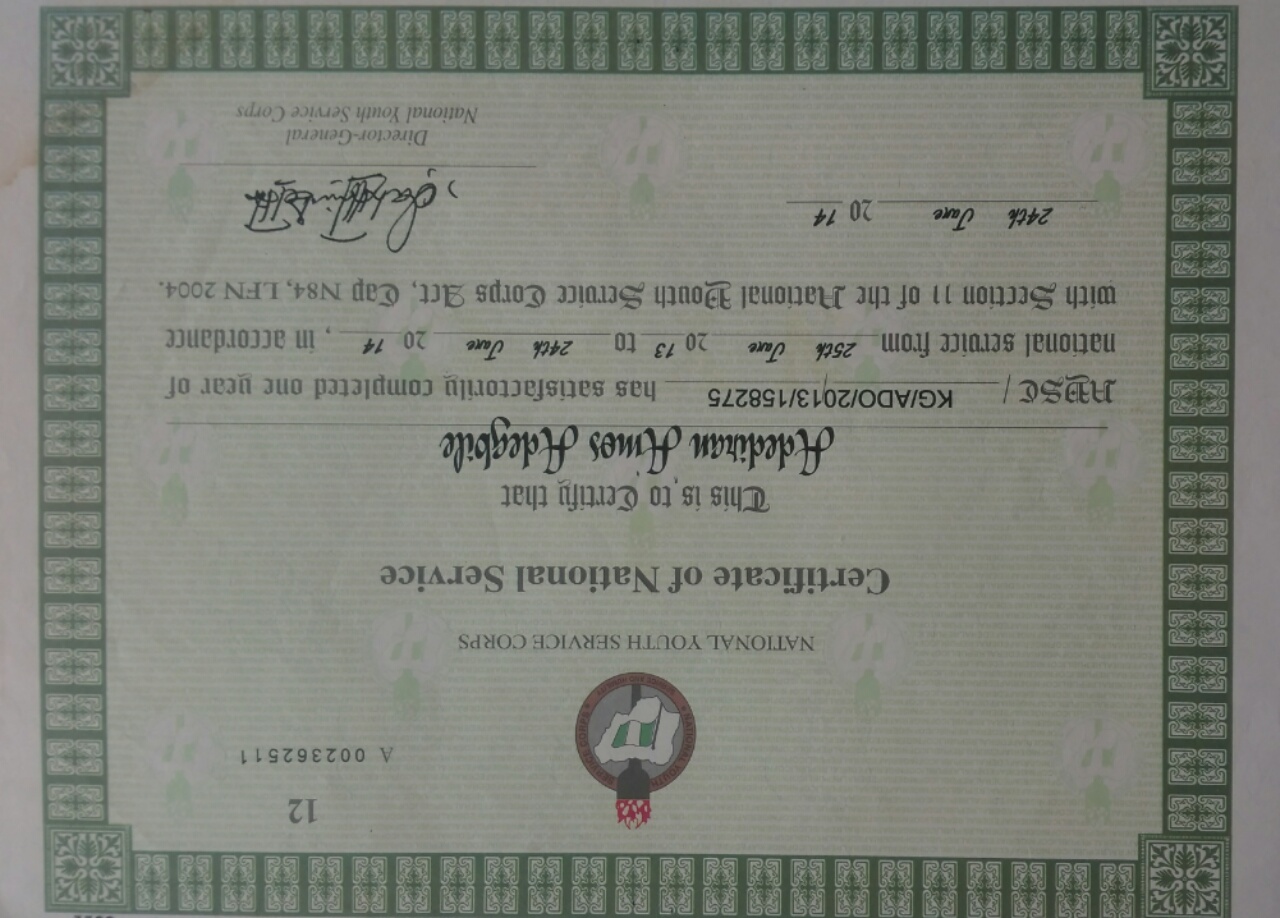 12
A 002362511
NATIONAL YOUTH SERVICE CORPS
Certificate of National Service
This is to Certify that
Adediran Amos Adegbile
NYSC / KG/ADO/2013/158275 has satisfactorily completed one year of
national service from 25th June 20 13 to 24th June 20 14, in accordance
with Section 11 of the National Youth Service Corps Act, Cap N84, LFN 2004.
24th June 20 14
Director-General
National Youth Service Corps